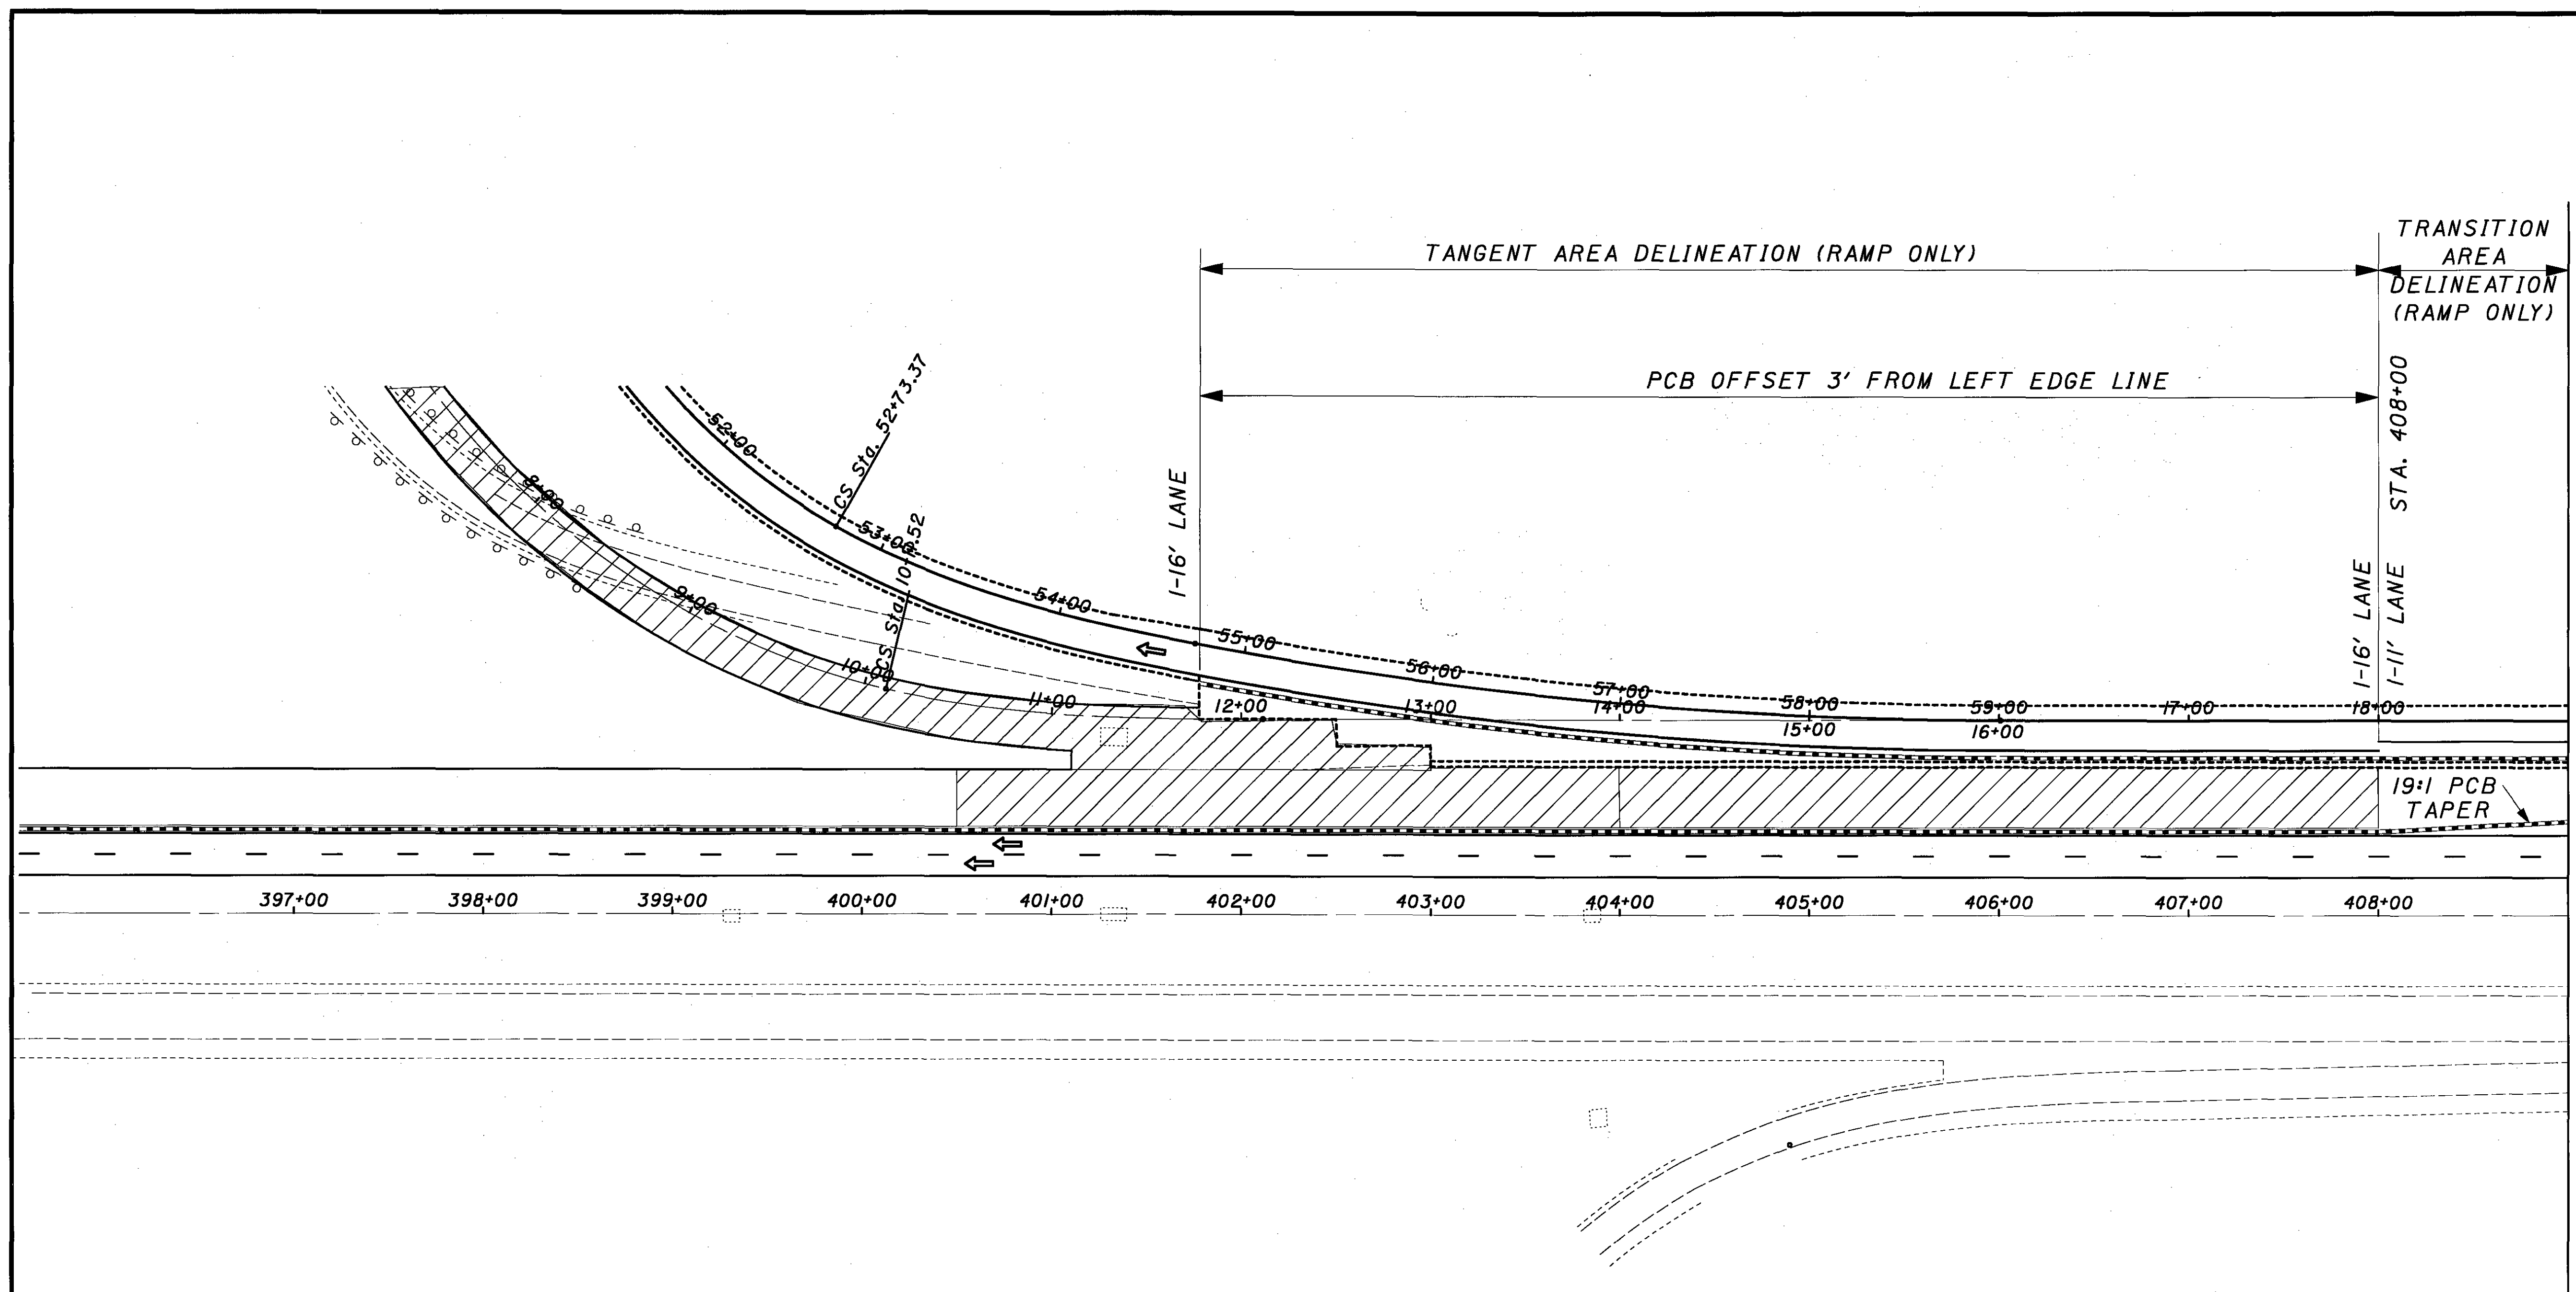 TRANSITION
AREA
DELINEATION
(RAMP ONLY)
TANGENT AREA DELINEATION (RAMP ONLY)
PCB OFFSET 3' FROM LEFT EDGE LINE
STA. 408+00
1-16' LANE
1-16' LANE
1-11' LANE
CS Sta. 52+73.37
52+00
53+00
54+00
55+00
56+00
57+00
58+00
59+00
8+00
9+00
CS Sta.
10+00
11+00
12+00
13+00
14+00
15+00
16+00
17+00
18+00
19:1 PCB
TAPER
397+00
398+00
399+00
400+00
401+00
402+00
403+00
404+00
405+00
406+00
407+00
408+00